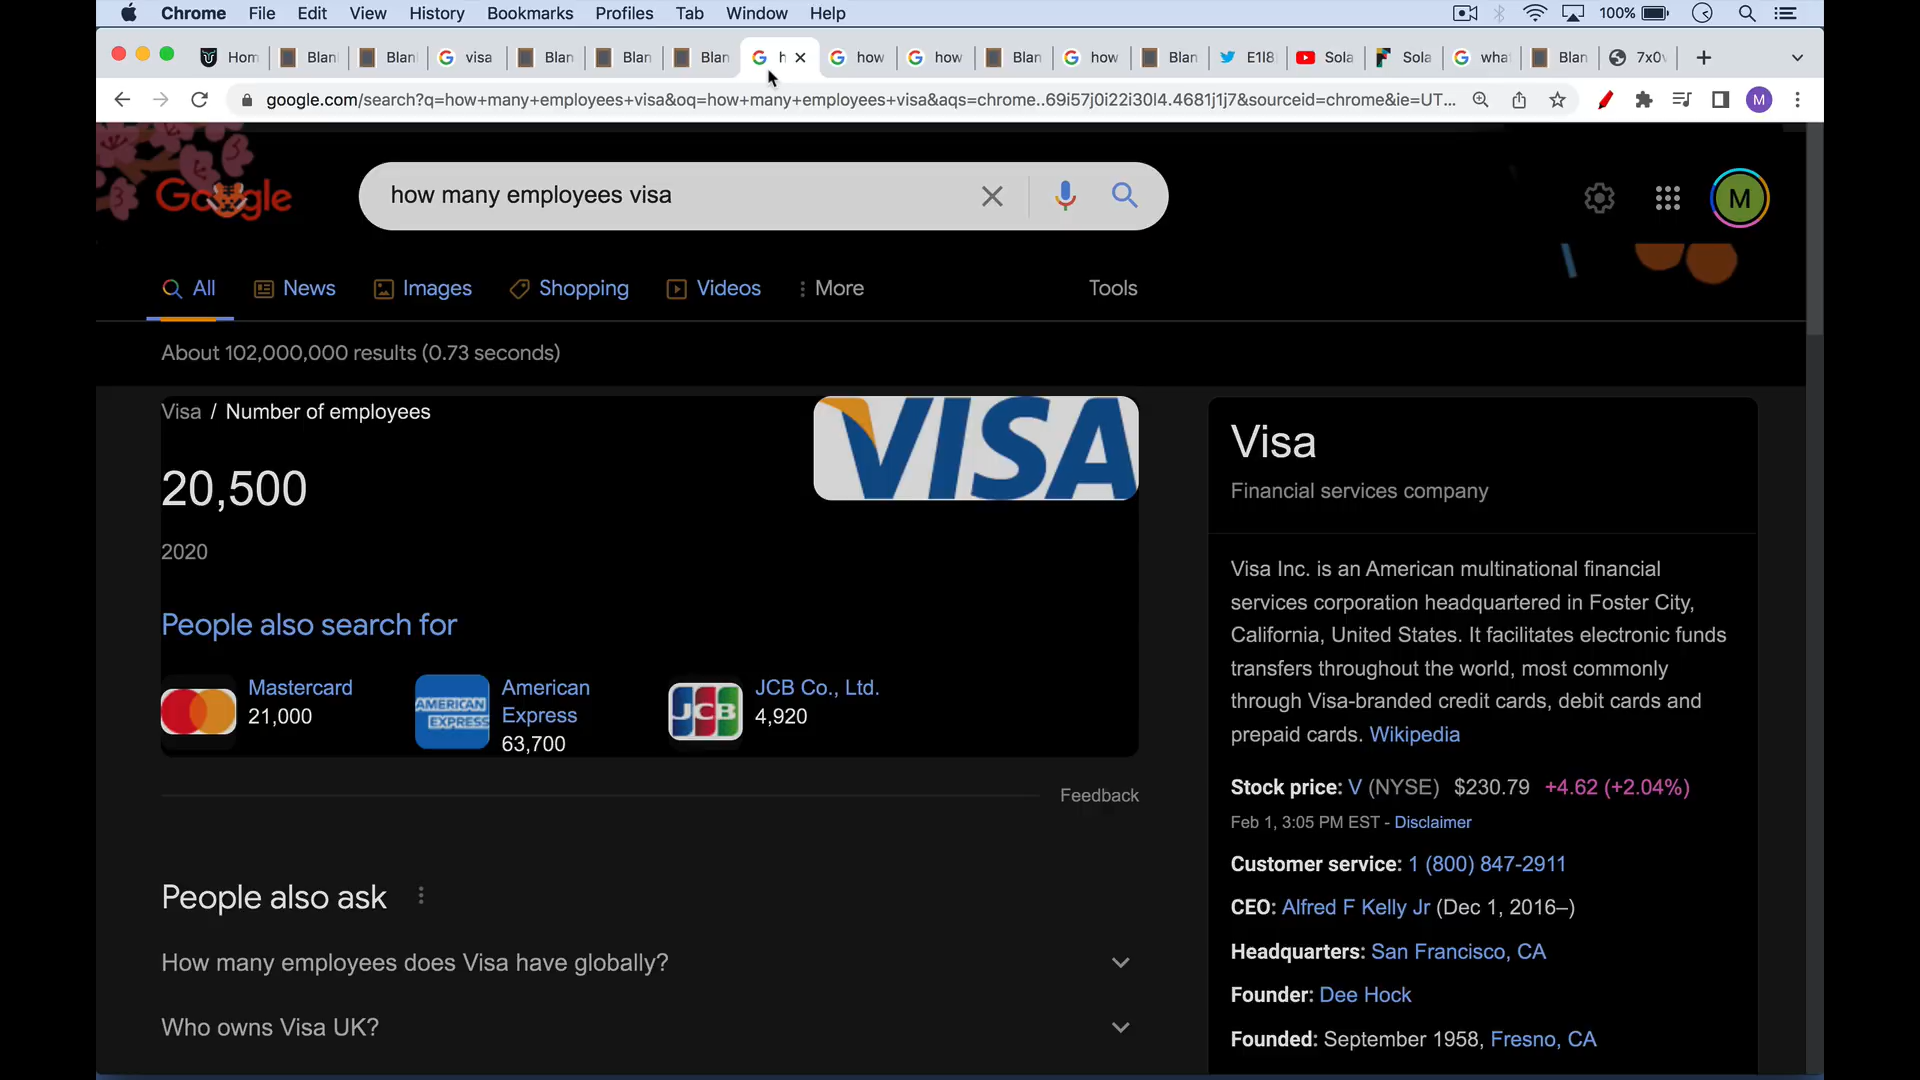 Chrome File Edit View History Bookmarks Profiles Tab Window Help 100%
Hom Blan Blan visa Blan Blan Blan h how how Blan how Blan E1l8 Sola Sola wha Blan 7x0v
google.com/search?q=how+many+employees+visa&oq=how+many+employees+visa&aqs=chrome..69i57j0i22i30l4.4681j1j7&sourceid=chrome&ie=UT... M
Google how many employees visa M
All News Images Shopping Videos More Tools
About 102,000,000 results (0.73 seconds)
Visa / Number of employees
20,500
2020
VISA
People also search for
Mastercard
21,000
AMERICAN EXPRESS
American
Express
63,700
JCB
JCB Co., Ltd.
4,920
Feedback
People also ask
How many employees does Visa have globally?
Who owns Visa UK?
Visa
Financial services company
Visa Inc. is an American multinational financial
services corporation headquartered in Foster City,
California, United States. It facilitates electronic funds
transfers throughout the world, most commonly
through Visa-branded credit cards, debit cards and
prepaid cards. Wikipedia
Stock price: V (NYSE) $230.79 +4.62 (+2.04%)
Feb 1, 3:05 PM EST - Disclaimer
Customer service: 1 (800) 847-2911
CEO: Alfred F Kelly Jr (Dec 1, 2016–)
Headquarters: San Francisco, CA
Founder: Dee Hock
Founded: September 1958, Fresno, CA